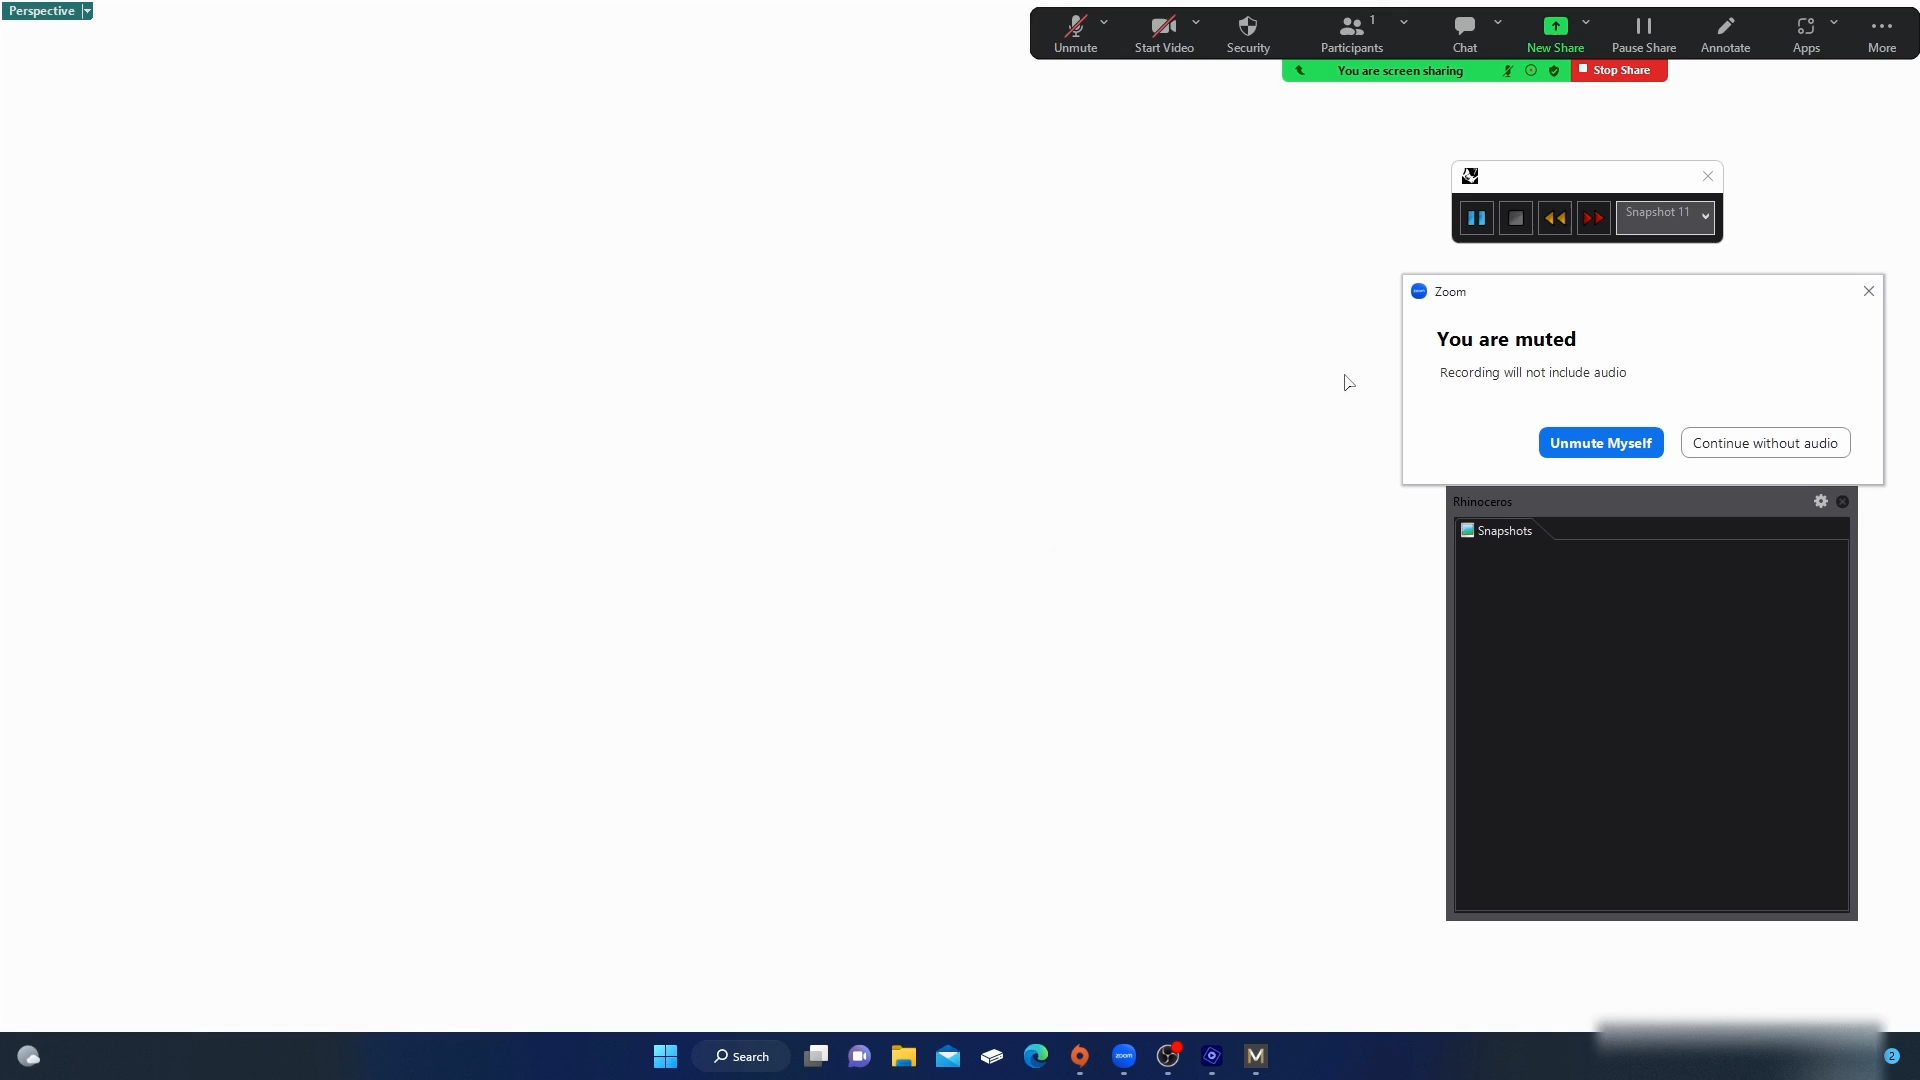 Perspective
Unmute
Start Video
Security
1
Participants
Chat
New Share
Pause Share
Annotate
Apps
More
You are screen sharing
Stop Share
Snapshot 11
Zoom
You are muted
Recording will not include audio
Unmute Myself
Continue without audio
Rhinoceros
Snapshots
Search
zoom
2